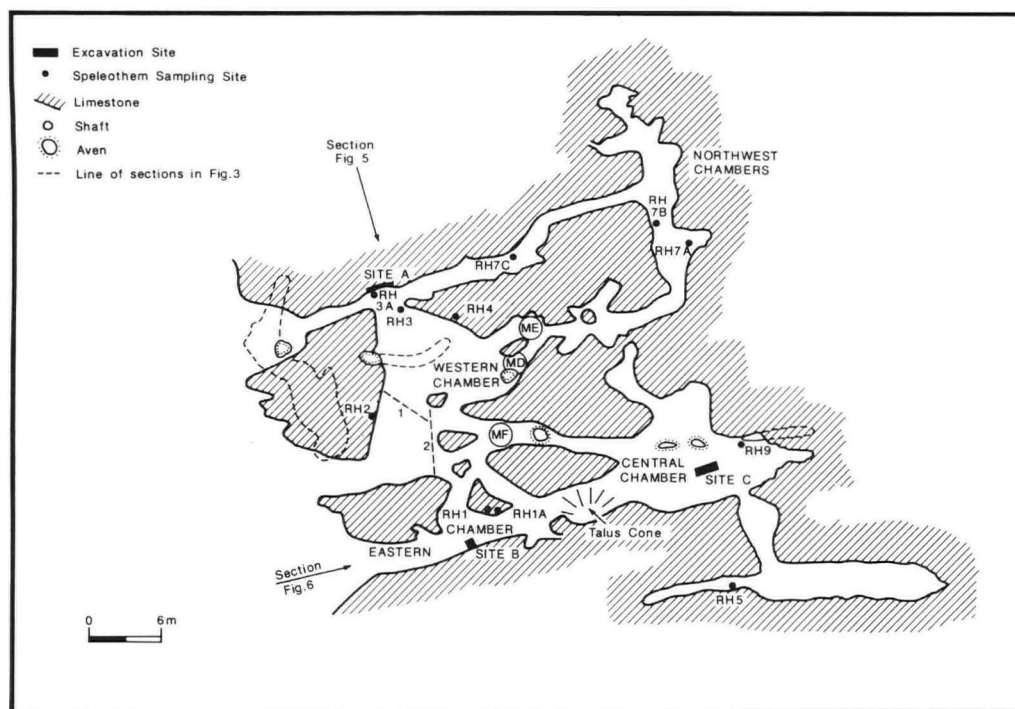 Excavation Site
Speleothem Sampling Site
Limestone
Shaft
Aven
Line of sections in Fig.3
Section
Fig 5
NORTHWEST
CHAMBERS
RH
7B
RH7A
RH7C
SITE A
RH
3A
RH3
RH4
ME
MD
WESTERN
CHAMBER
RH2
1
2
MF
RH9
CENTRAL
CHAMBER
SITE C
RH1
RH1A
CHAMBER
Talus Cone
EASTERN
SITE B
Section
Fig.6
RH5
0
6m